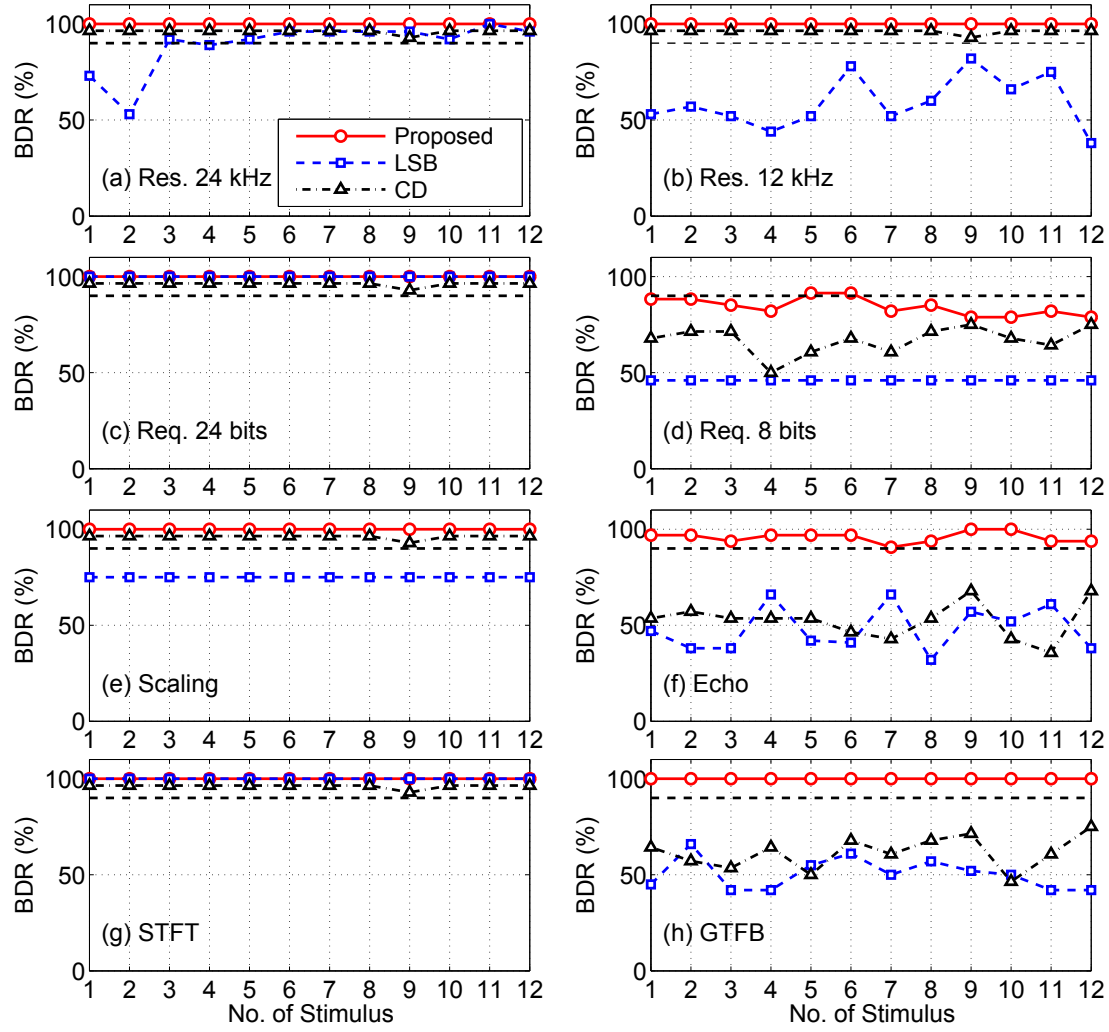 100
50
0
BDR (%)
Proposed
LSB
CD
(a) Res. 24 kHz
1 2 3 4 5 6 7 8 9 10 11 12
100
50
0
BDR (%)
(b) Res. 12 kHz
1 2 3 4 5 6 7 8 9 10 11 12
100
50
0
BDR (%)
(c) Req. 24 bits
1 2 3 4 5 6 7 8 9 10 11 12
100
50
0
BDR (%)
(d) Req. 8 bits
1 2 3 4 5 6 7 8 9 10 11 12
100
50
0
BDR (%)
(e) Scaling
1 2 3 4 5 6 7 8 9 10 11 12
100
50
0
BDR (%)
(f) Echo
1 2 3 4 5 6 7 8 9 10 11 12
100
50
0
BDR (%)
(g) STFT
1 2 3 4 5 6 7 8 9 10 11 12
No. of Stimulus
100
50
0
BDR (%)
(h) GTFB
1 2 3 4 5 6 7 8 9 10 11 12
No. of Stimulus